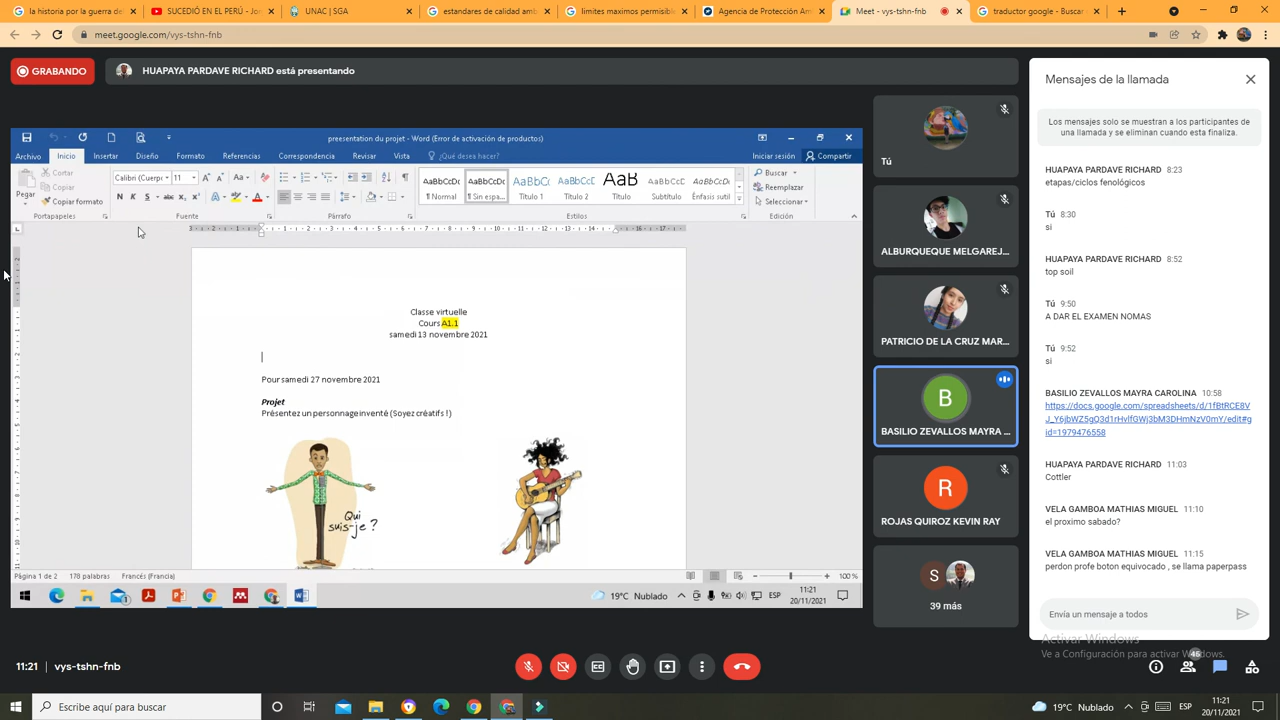 la historia por la guerra de
SUCEDIÓ EN EL PERÚ - Jor
UNAC | SGA
estandares de calidad amb
limites maximos permisible
Agencia de Protección Am
Meet - vys-tshn-fnb
traductor google - Buscar
meet.google.com/vys-tshn-fnb
GRABANDO
HUAPAYA PARDAVE RICHARD está presentando
presentation du projet - Word (Error de activación de productos)
Archivo Inicio Insertar Diseño Formato Referencias Correspondencia Revisar Vista ¿Qué desea hacer? Iniciar sesión Compartir
Pegar
Cortar
Copiar
Copiar formato
Portapapeles
Calibri (Cuerpo 11
N K S abc
Fuente
Párrafo
AaBbCcDc AaBbCcDc AaBbCc AaBbCcC AaB AaBbCcC AaBbCcDc
¶ Normal ¶ Sin espa... Título 1 Título 2 Título Subtítulo Énfasis sutil
Estilos
Buscar
Reemplazar
Seleccionar
Edición
Classe virtuelle
Cours A1.1
samedi 13 novembre 2021
Pour samedi 27 novembre 2021
Projet
Présentez un personnage inventé (Soyez créatifs !)
Qui
suis-je ?
Página 1 de 2 178 palabras Francés (Francia) 100 %
19°C Nublado ESP 11:21
20/11/2021
Tú
ALBURQUEQUE MELGAREJ...
PATRICIO DE LA CRUZ MAR...
B
BASILIO ZEVALLOS MAYRA ...
R
ROJAS QUIROZ KEVIN RAY
S
39 más
Mensajes de la llamada
Los mensajes solo se muestran a los participantes de
una llamada y se eliminan cuando esta finaliza.
HUAPAYA PARDAVE RICHARD 8:23
etapas/ciclos fenológicos
Tú 8:30
si
HUAPAYA PARDAVE RICHARD 8:52
top soil
Tú 9:50
A DAR EL EXAMEN NOMAS
Tú 9:52
si
BASILIO ZEVALLOS MAYRA CAROLINA 10:58
https://docs.google.com/spreadsheets/d/1fBtRCE8V
J_Y6jbWZ5gQ3d1rHvlfGWj3bM3DHmNzV0mY/edit#g
id=1979476558
HUAPAYA PARDAVE RICHARD 11:03
Cottler
VELA GAMBOA MATHIAS MIGUEL 11:10
el proximo sabado?
VELA GAMBOA MATHIAS MIGUEL 11:15
perdon profe boton equivocado , se llama paperpass
Envía un mensaje a todos
Activar Windows
Ve a Configuración para activar Windows.
11:21 | vys-tshn-fnb
45
Escribe aquí para buscar
19°C Nublado ESP 11:21
20/11/2021